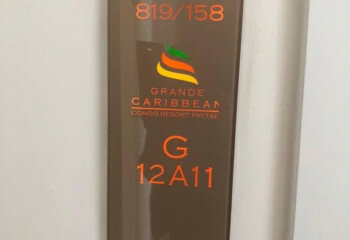 819/158
GRANDE
CARIBBEAN
CONDO RESORT PATTAY
G
12A11